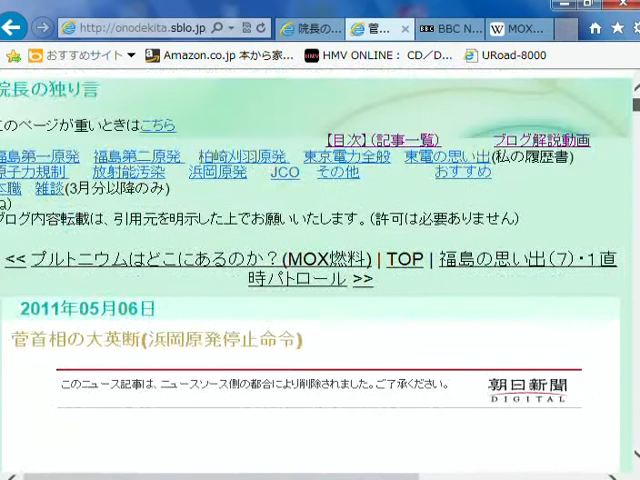 http://onodekita.sblo.jp
院長の...
菅...
BBC N...
MOX...
おすすめサイト
Amazon.co.jp 本から家...
HMV ONLINE： CD／D...
URoad-8000
院長の独り言
このページが重いときはこちら
【目次】（記事一覧） ブログ解説動画
福島第一原発 福島第二原発 柏崎刈羽原発 東京電力全般 東電の思い出(私の履歴書)
原子力規制 放射能汚染 浜岡原発 JCO その他 おすすめ
本職 雑談(3月分以降のみ)
ね）
ブログ内容転載は、引用元を明示した上でお願いいたします。（許可は必要ありません）
<< プルトニウムはどこにあるのか？(MOX燃料) | TOP | 福島の思い出（7）・1直
時パトロール >>
2011年05月06日
菅首相の大英断(浜岡原発停止命令)
このニュース記事は、ニュースソース側の都合により削除されました。ご了承ください。
朝日新聞
DIGITAL